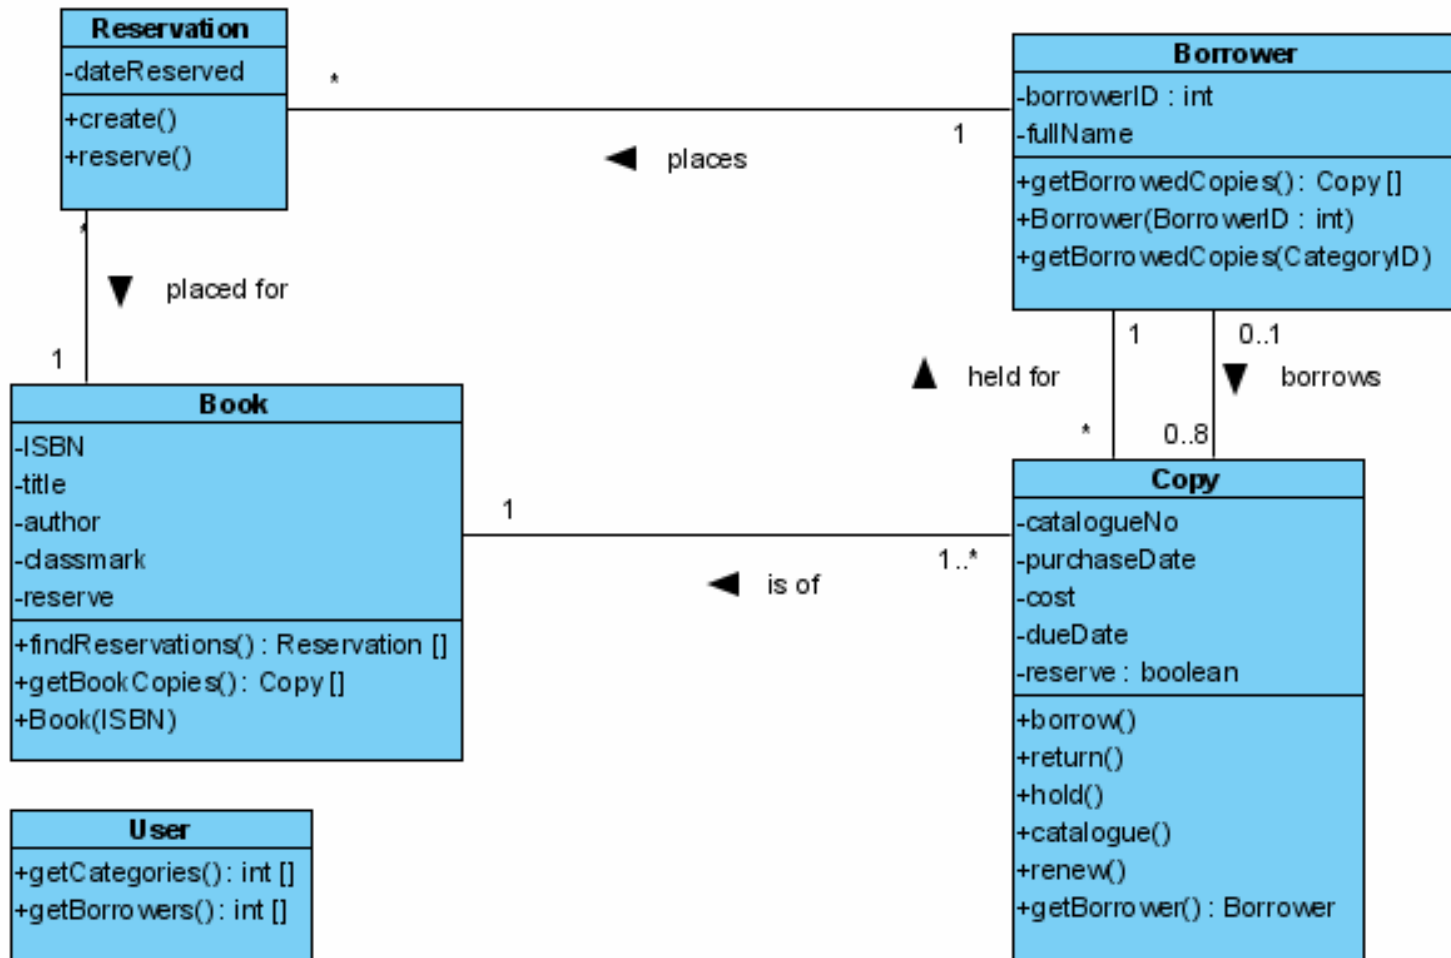 Reservation
-dateReserved
+create()
+reserve()
*
1
places
Borrower
-borrowerID : int
-fullName
+getBorrowedCopies() : Copy []
+Borrower(BorrowerID : int)
+getBorrowedCopies(CategoryID)
*
placed for
1
1
0..1
held for
borrows
*
0..8
Book
-ISBN
-title
-author
-classmark
-reserve
+findReservations() : Reservation []
+getBookCopies() : Copy []
+Book(ISBN)
1
1..*
is of
Copy
-catalogueNo
-purchaseDate
-cost
-dueDate
-reserve : boolean
+borrow()
+return()
+hold()
+catalogue()
+renew()
+getBorrower() : Borrower
User
+getCategories() : int []
+getBorrowers() : int []